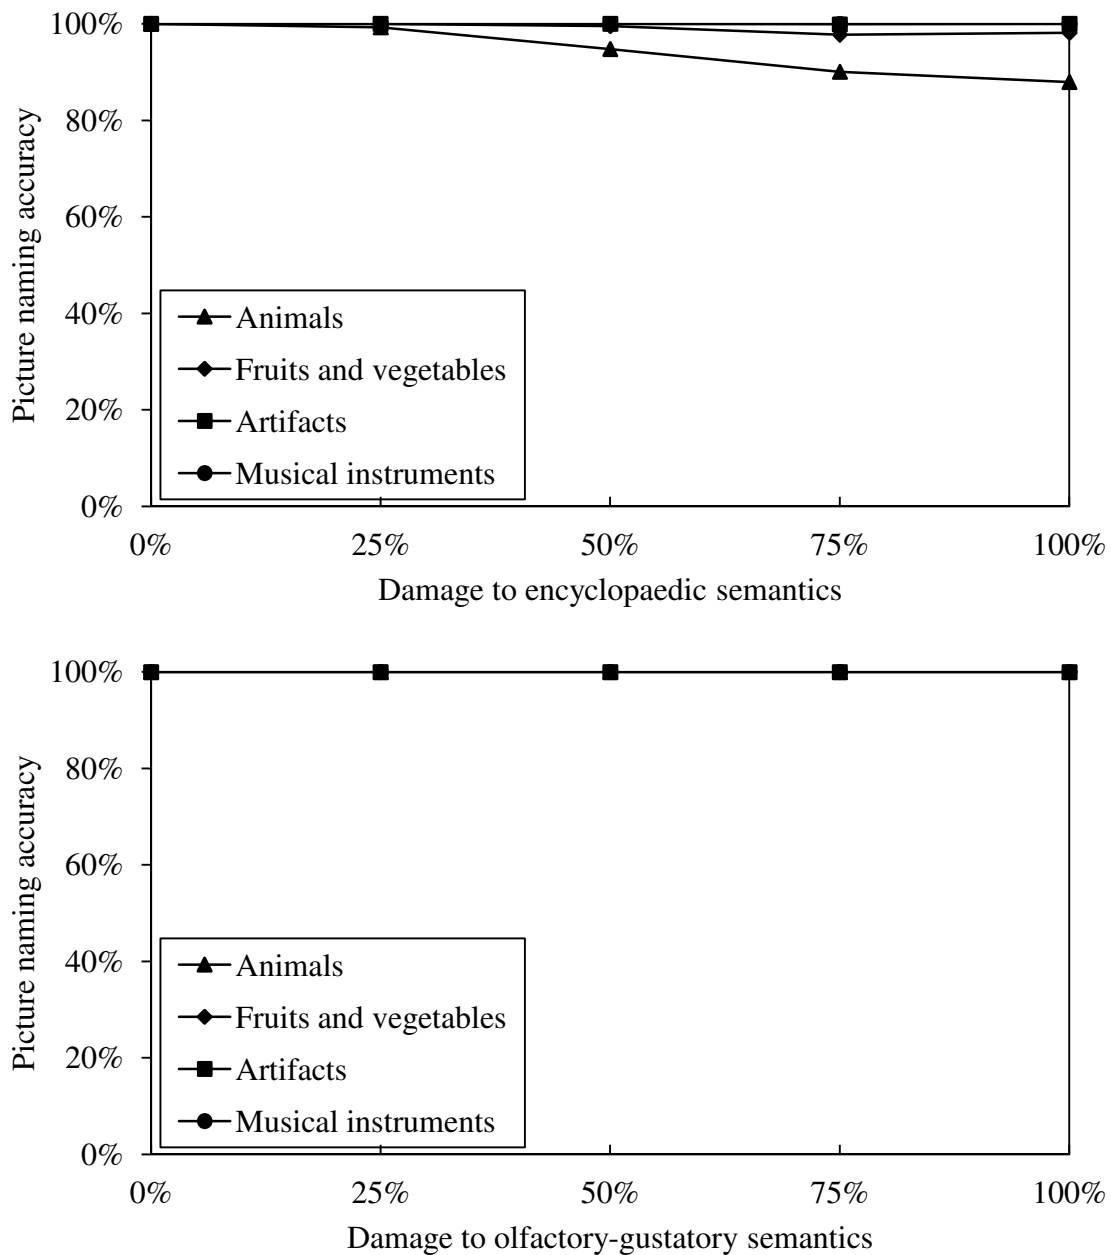 100%
80%
60%
40%
20%
0%
Picture naming accuracy
Animals
Fruits and vegetables
Artifacts
Musical instruments
0% 25% 50% 75% 100%
Damage to encyclopaedic semantics
100%
80%
60%
40%
20%
0%
Picture naming accuracy
Animals
Fruits and vegetables
Artifacts
Musical instruments
0% 25% 50% 75% 100%
Damage to olfactory-gustatory semantics